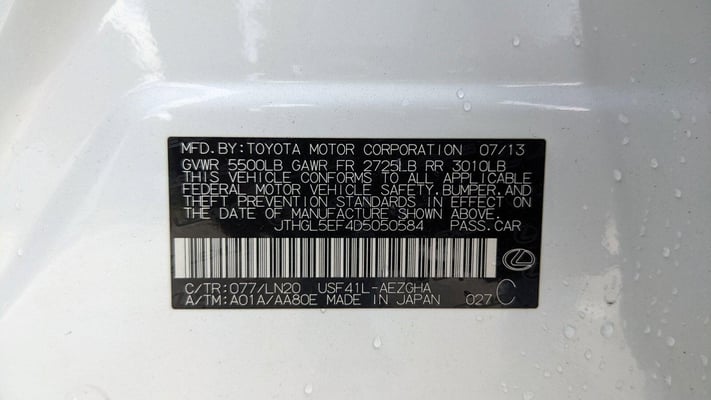 MFD.BY: TOYOTA MOTOR CORPORATION 07/13
GVWR 5500LB GAWR FR 2725LB RR 3010LB
THIS VEHICLE CONFORMS TO ALL APPLICABLE
FEDERAL MOTOR VEHICLE SAFETY,BUMPER,AND
THEFT PREVENTION STANDARDS IN EFFECT ON
THE DATE OF MANUFACTURE SHOWN ABOVE.
JTHGL5EF4D5050584 PASS.CAR
C/TR:077/LN20 USF41L-AEZGHA
A/TM:A01A/AA80E MADE IN JAPAN 027 C